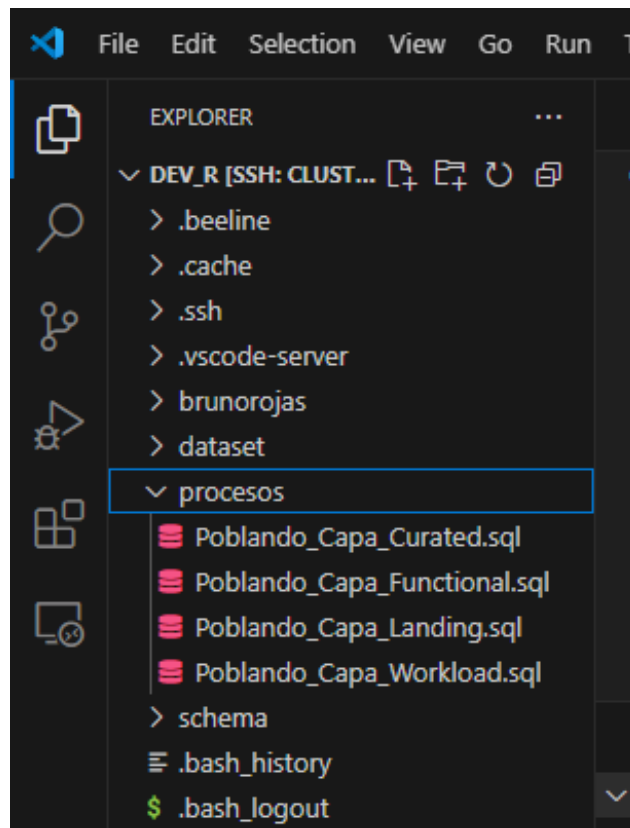 File Edit Selection View Go Run
EXPLORER
DEV_R [SSH: CLUST...
.beeline
.cache
.ssh
.vscode-server
brunorojas
dataset
procesos
Poblando_Capa_Curated.sql
Poblando_Capa_Functional.sql
Poblando_Capa_Landing.sql
Poblando_Capa_Workload.sql
schema
.bash_history
$ .bash_logout